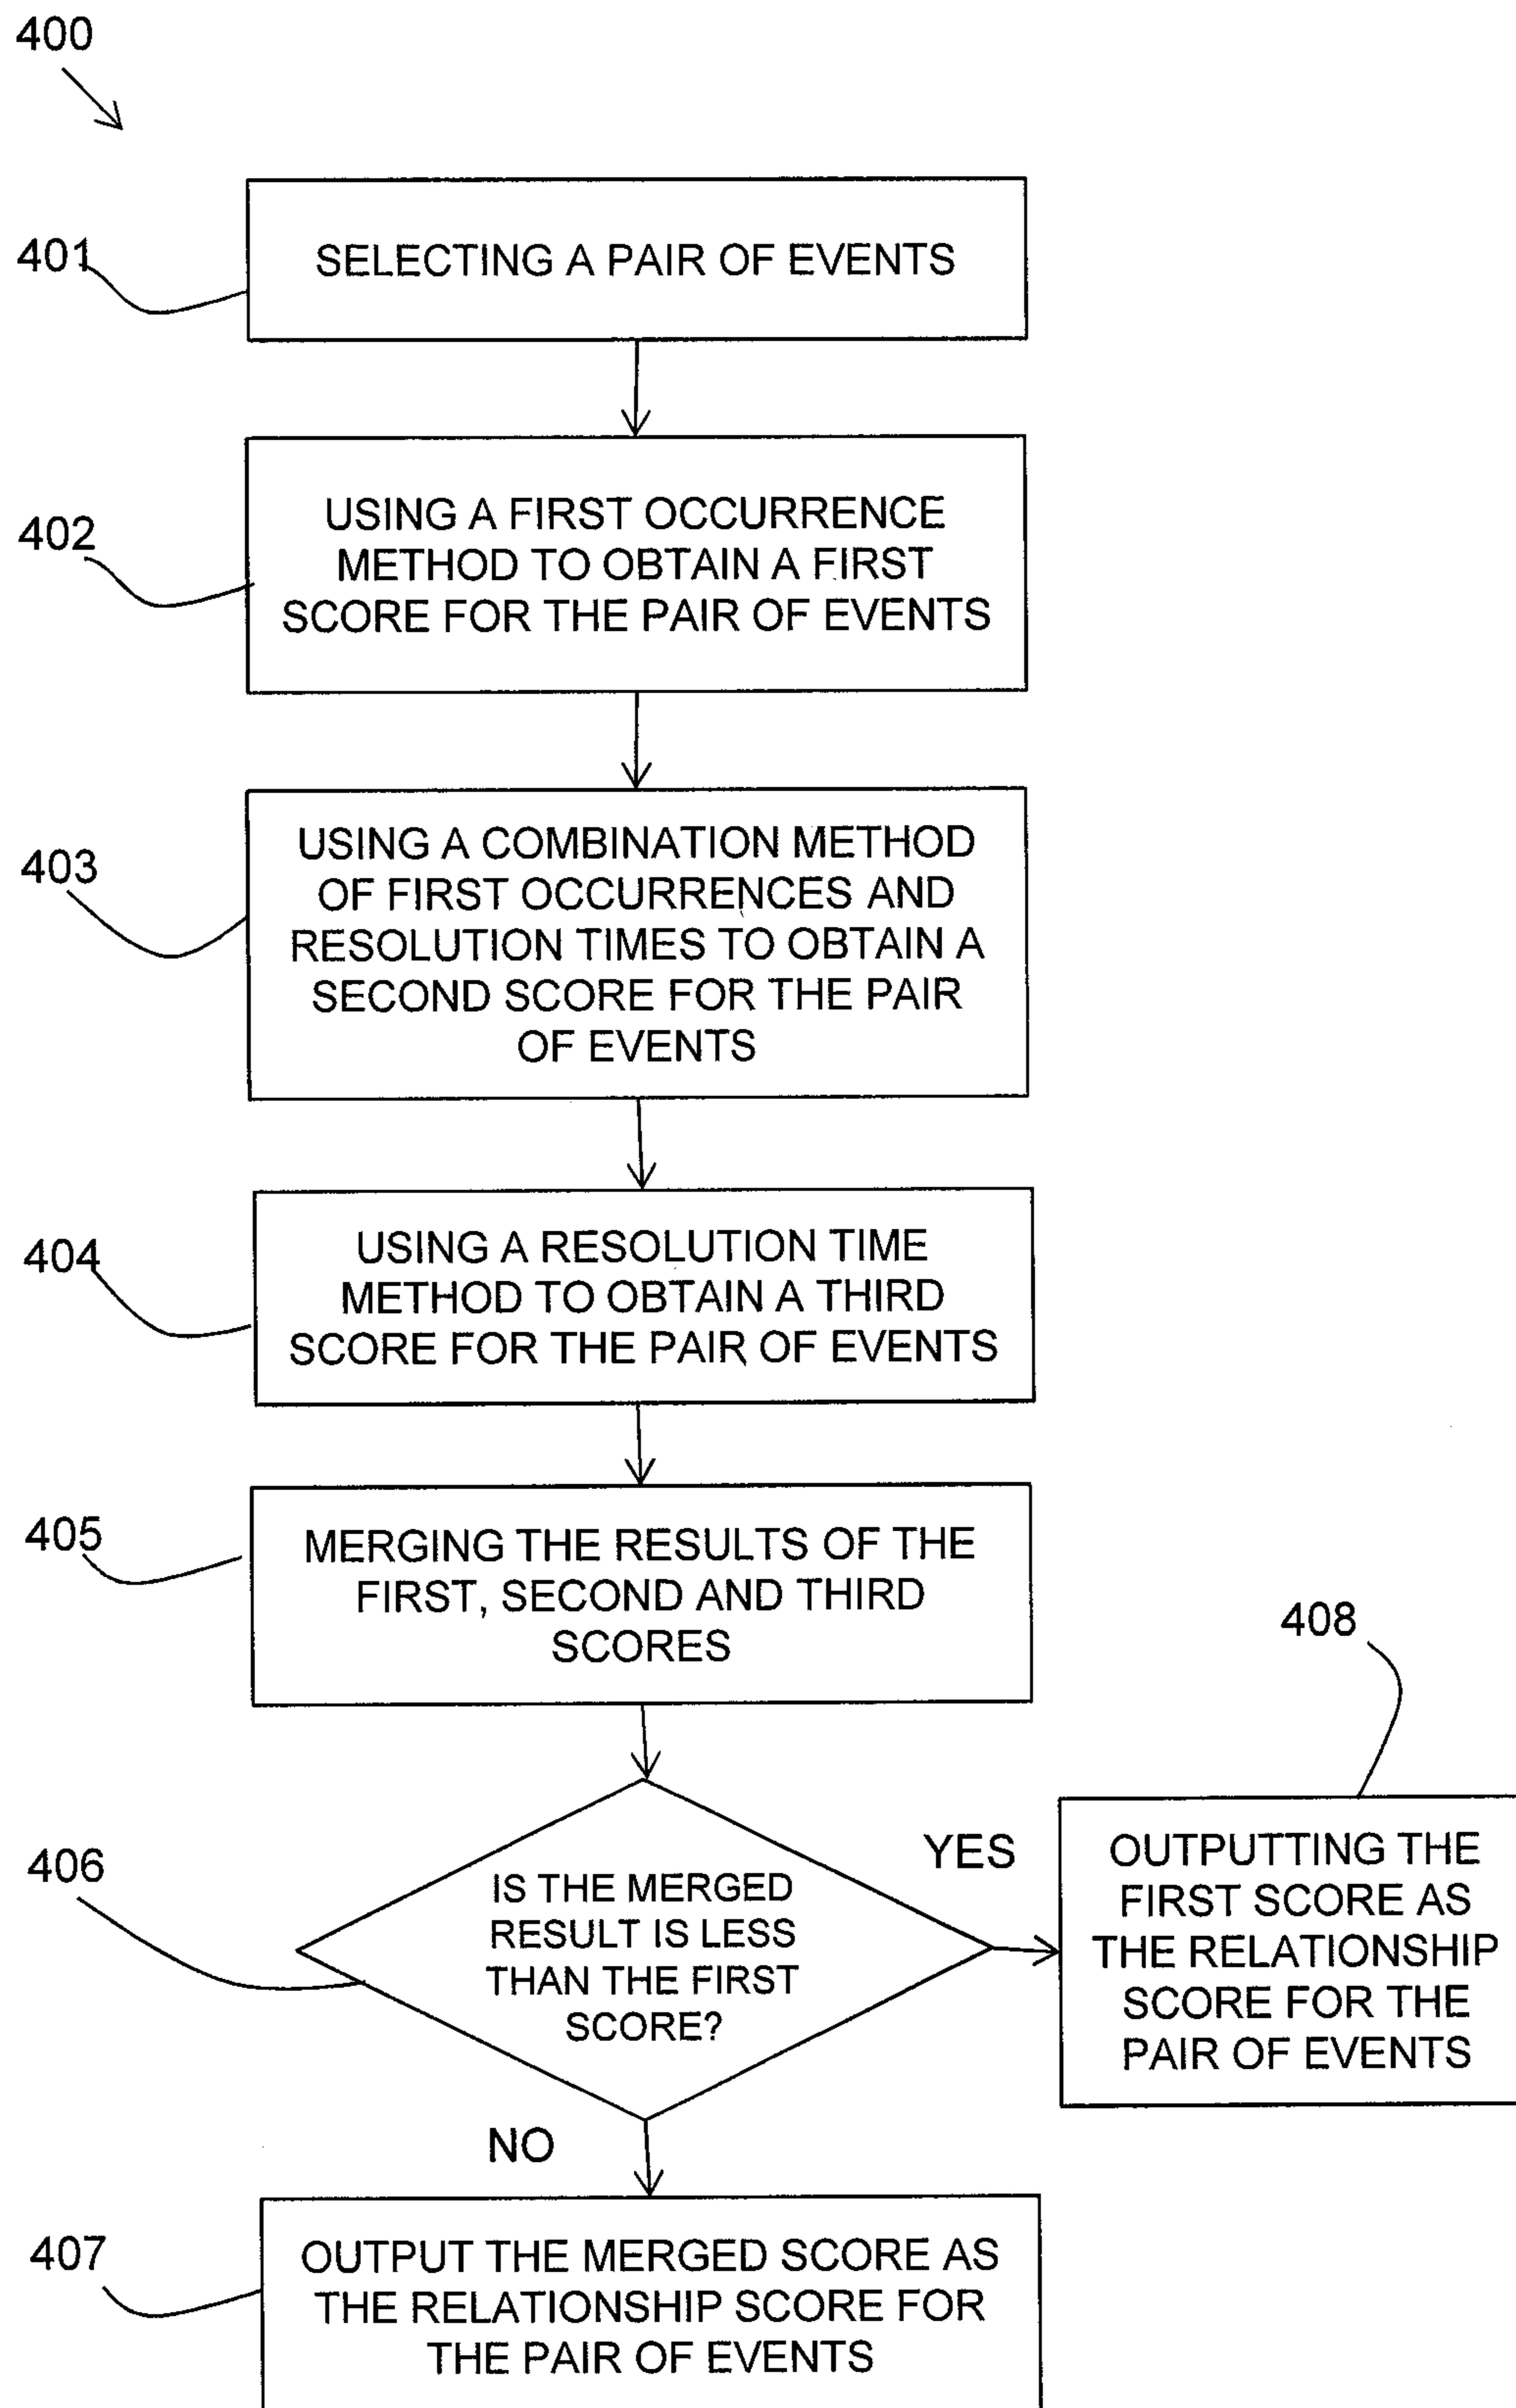 400
401
SELECTING A PAIR OF EVENTS
402
USING A FIRST OCCURRENCE
METHOD TO OBTAIN A FIRST
SCORE FOR THE PAIR OF EVENTS
403
USING A COMBINATION METHOD
OF FIRST OCCURRENCES AND
RESOLUTION TIMES TO OBTAIN A
SECOND SCORE FOR THE PAIR
OF EVENTS
404
USING A RESOLUTION TIME
METHOD TO OBTAIN A THIRD
SCORE FOR THE PAIR OF EVENTS
405
MERGING THE RESULTS OF THE
FIRST, SECOND AND THIRD
SCORES
406
IS THE MERGED
RESULT IS LESS
THAN THE FIRST
SCORE?
YES
408
OUTPUTTING THE
FIRST SCORE AS
THE RELATIONSHIP
SCORE FOR THE
PAIR OF EVENTS
NO
407
OUTPUT THE MERGED SCORE AS
THE RELATIONSHIP SCORE FOR
THE PAIR OF EVENTS